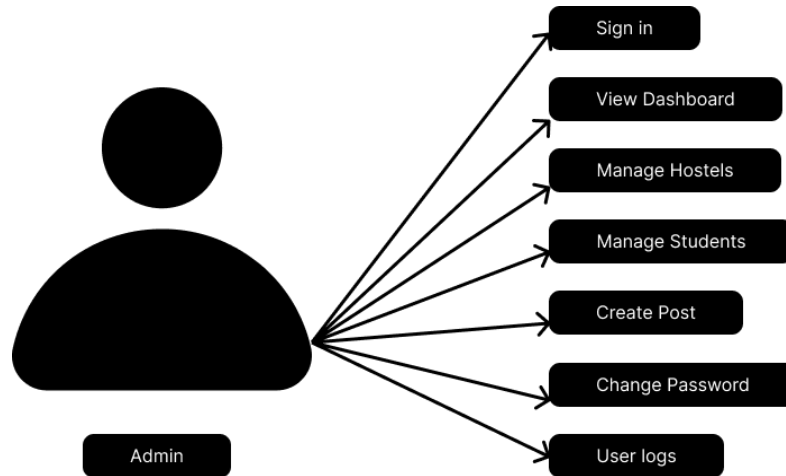 Sign in
View Dashboard
Manage Hostels
Manage Students
Create Post
Change Password
User logs
Admin